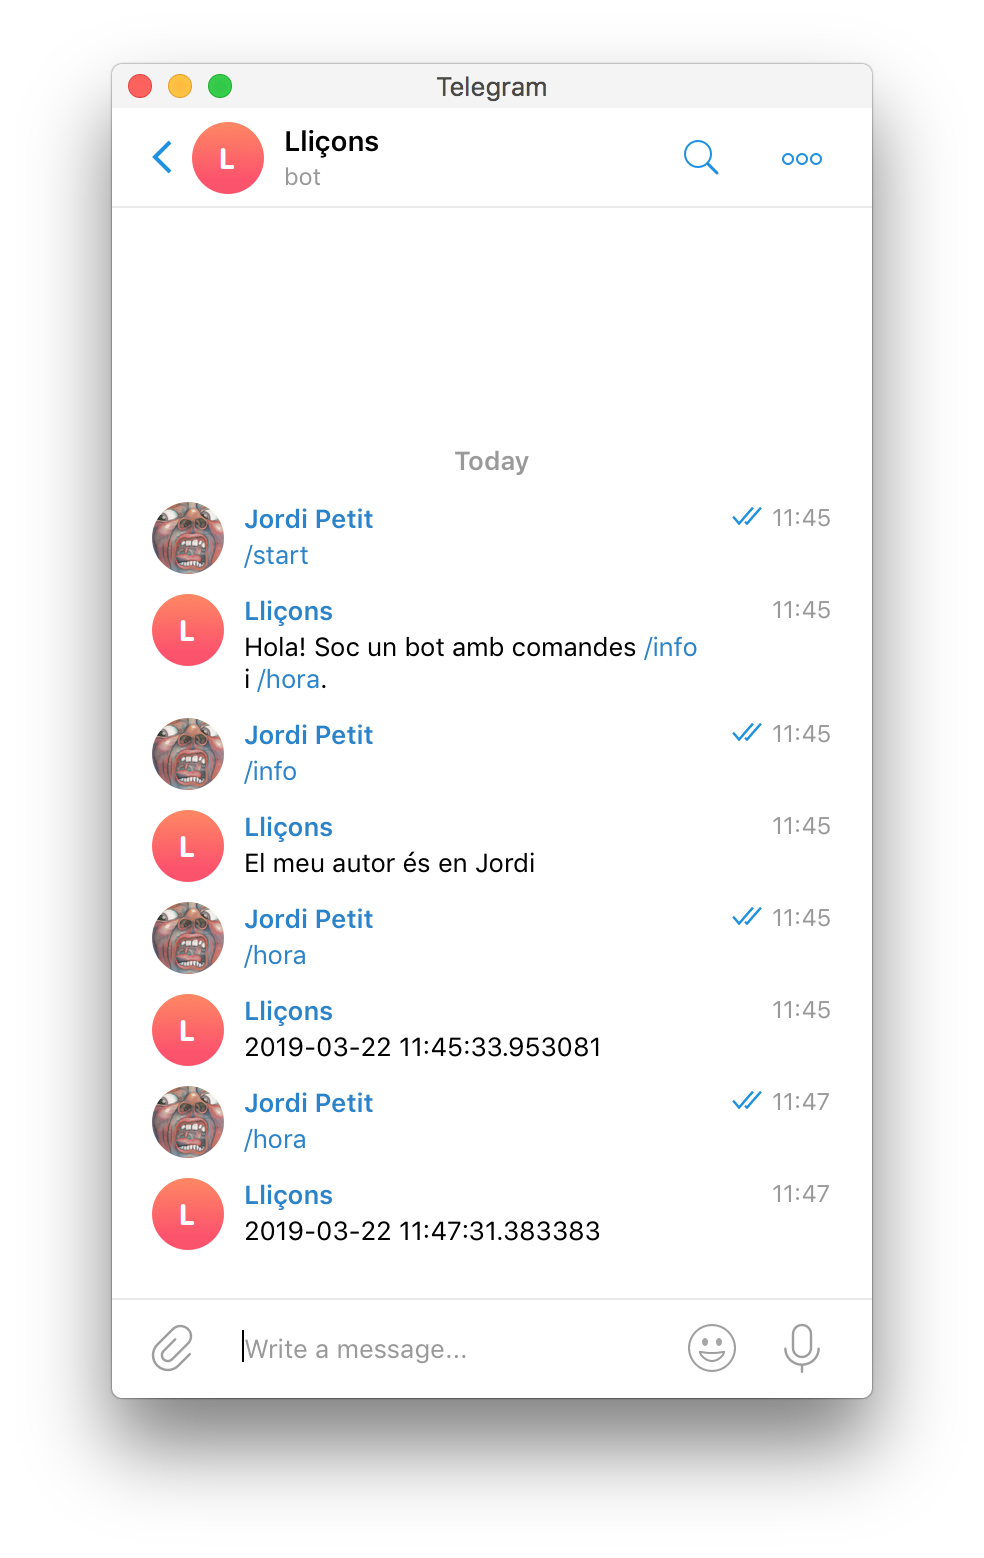 Telegram
L
Lliçons
bot
Today
Jordi Petit 11:45
/start
L
Lliçons 11:45
Hola! Soc un bot amb comandes /info
i /hora.
Jordi Petit 11:45
/info
L
Lliçons 11:45
El meu autor és en Jordi
Jordi Petit 11:45
/hora
L
Lliçons 11:45
2019-03-22 11:45:33.953081
Jordi Petit 11:47
/hora
L
Lliçons 11:47
2019-03-22 11:47:31.383383
Write a message...